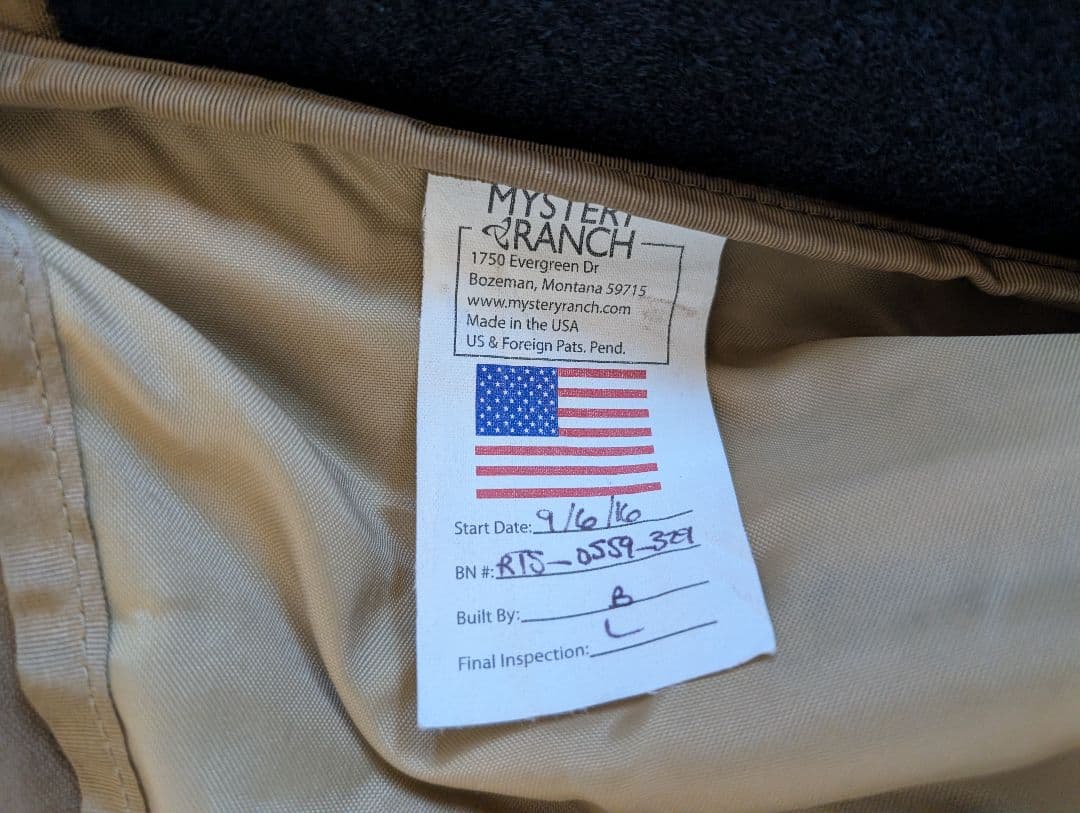 MYSTERY
RANCH
1750 Evergreen Dr
Bozeman, Montana 59715
www.mysteryranch.com
Made in the USA
US & Foreign Pats. Pend.
Start Date: 9/6/16
BN #: RTS-0559-329
Built By: B
Final Inspection: L